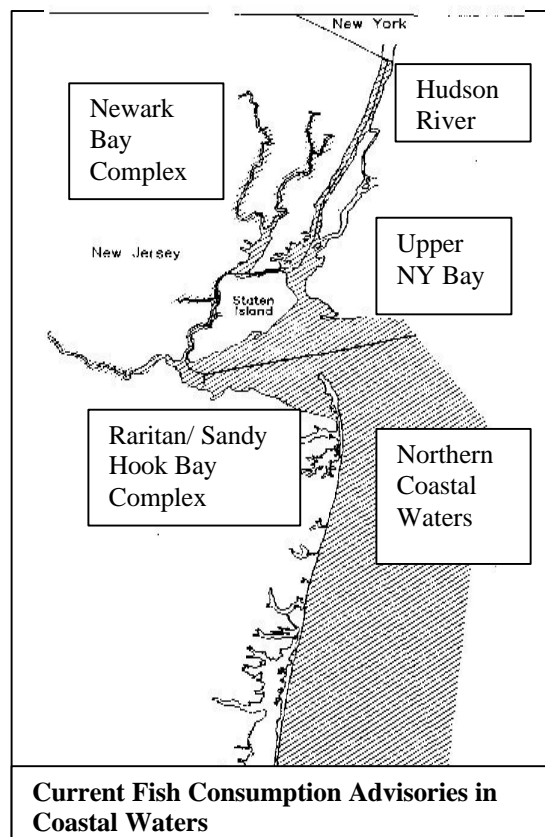 New York
Newark
Bay
Complex
Hudson
River
New Jersey
Upper
NY Bay
Staten
Island
Raritan/ Sandy
Hook Bay
Complex
Northern
Coastal
Waters
Current Fish Consumption Advisories in
Coastal Waters